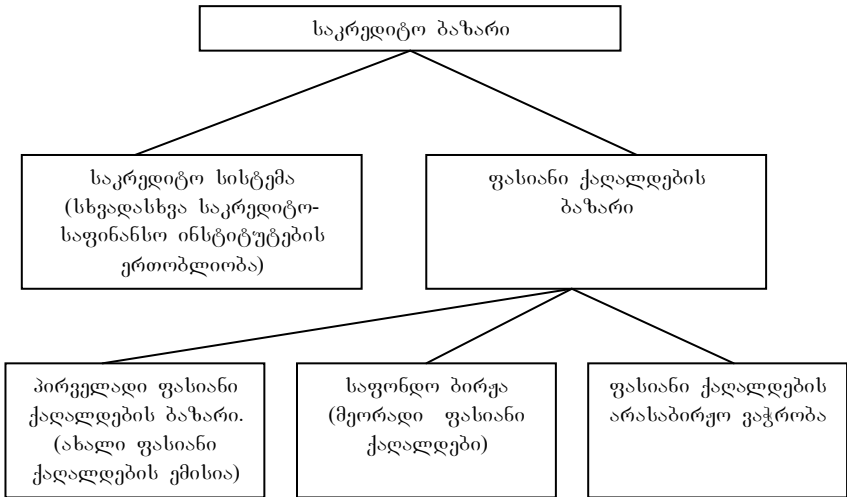 საკრედიტო ბაზარი
საკრედიტო სისტემა
(სხვადასხვა საკრედიტო-
საფინანსო ინსტიტუტების
ერთობლიობა)
ფასიანი ქაღალდების
ბაზარი
პირველადი ფასიანი
ქაღალდების ბაზარი.
(ახალი ფასიანი
ქაღალდების ემისია)
საფონდო ბირჟა
(მეორადი ფასიანი
ქაღალდები)
ფასიანი ქაღალდების
არასაბირჟო ვაჭრობა